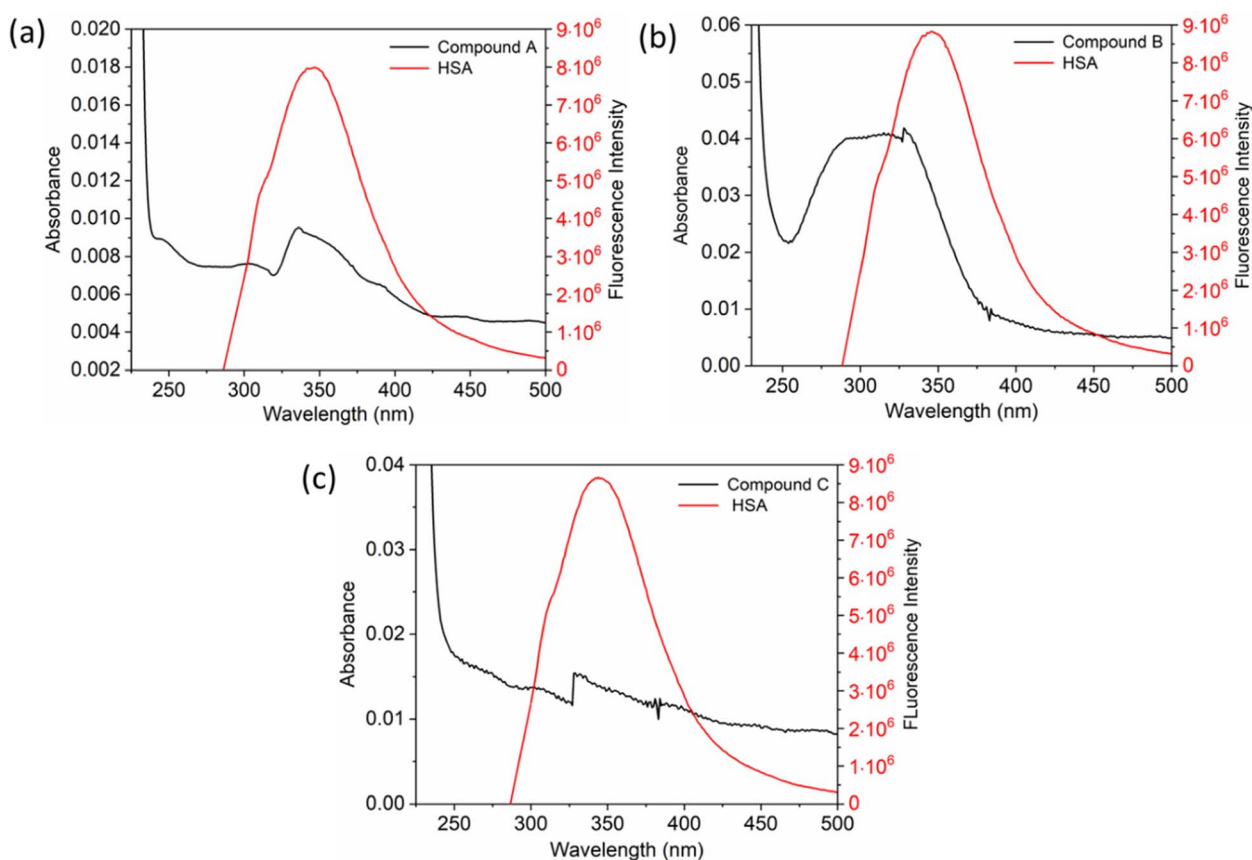 (a)
Compound A
HSA
Absorbance
0.020
0.018
0.016
0.014
0.012
0.010
0.008
0.006
0.004
0.002
9·10⁶
8·10⁶
7·10⁶
6·10⁶
5·10⁶
4·10⁶
3·10⁶
2·10⁶
1·10⁶
0
Fluorescence Intensity
250 300 350 400 450 500
Wavelength (nm)
(b)
Compound B
HSA
Absorbance
0.06
0.05
0.04
0.03
0.02
0.01
0.00
9·10⁶
8·10⁶
7·10⁶
6·10⁶
5·10⁶
4·10⁶
3·10⁶
2·10⁶
1·10⁶
0
Fluorescence Intensity
250 300 350 400 450 500
Wavelength (nm)
(c)
Compound C
HSA
Absorbance
0.04
0.03
0.02
0.01
0.00
9·10⁶
8·10⁶
7·10⁶
6·10⁶
5·10⁶
4·10⁶
3·10⁶
2·10⁶
1·10⁶
0
FLuorescence Intensity
250 300 350 400 450 500
Wavelength (nm)